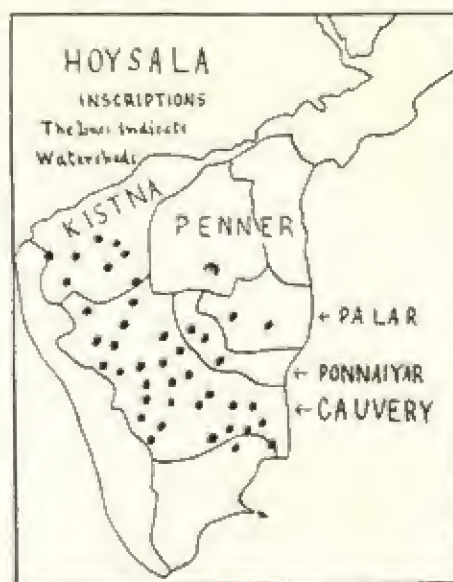 HOYSALA
INSCRIPTIONS
The Lines Indicate
Watersheds
KISTNA
PENNER
← PALAR
← PONNAIYAR
← CAUVERY